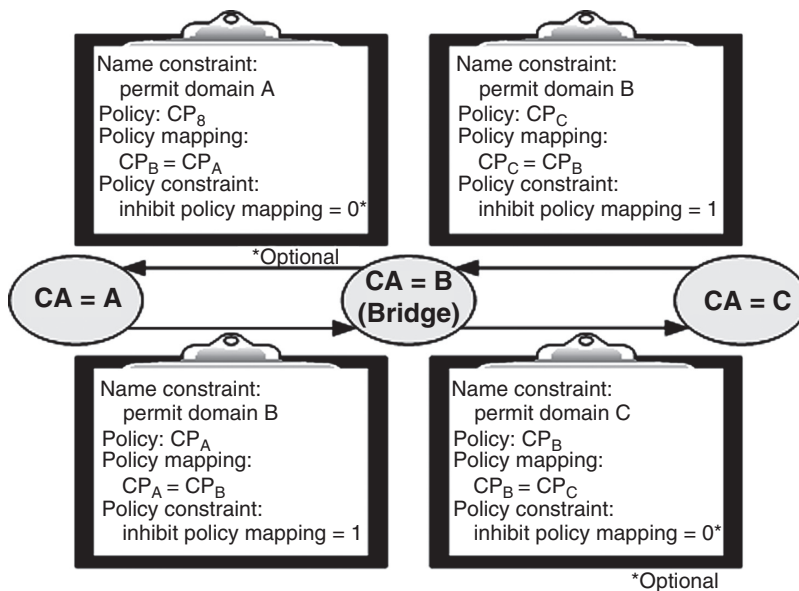 Name constraint:
permit domain A
Policy: CP8
Policy mapping:
CPB = CPA
Policy constraint:
inhibit policy mapping = 0*
Name constraint:
permit domain B
Policy: CPC
Policy mapping:
CPC = CPB
Policy constraint:
inhibit policy mapping = 1
*Optional
CA = A
CA = B
(Bridge)
CA = C
Name constraint:
permit domain B
Policy: CPA
Policy mapping:
CPA = CPB
Policy constraint:
inhibit policy mapping = 1
Name constraint:
permit domain C
Policy: CPB
Policy mapping:
CPB = CPC
Policy constraint:
inhibit policy mapping = 0*
*Optional